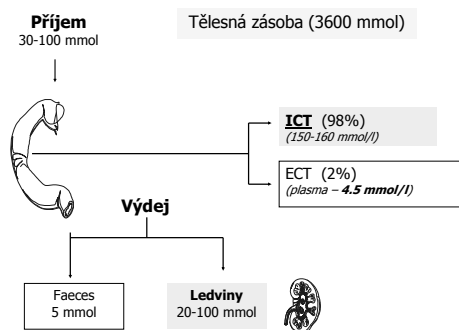 Příjem
30-100 mmol
Tělesná zásoba (3600 mmol)
ICT (98%)
(150-160 mmol/l)
ECT (2%)
(plasma – 4.5 mmol/l)
Výdej
Faeces
5 mmol
Ledviny
20-100 mmol